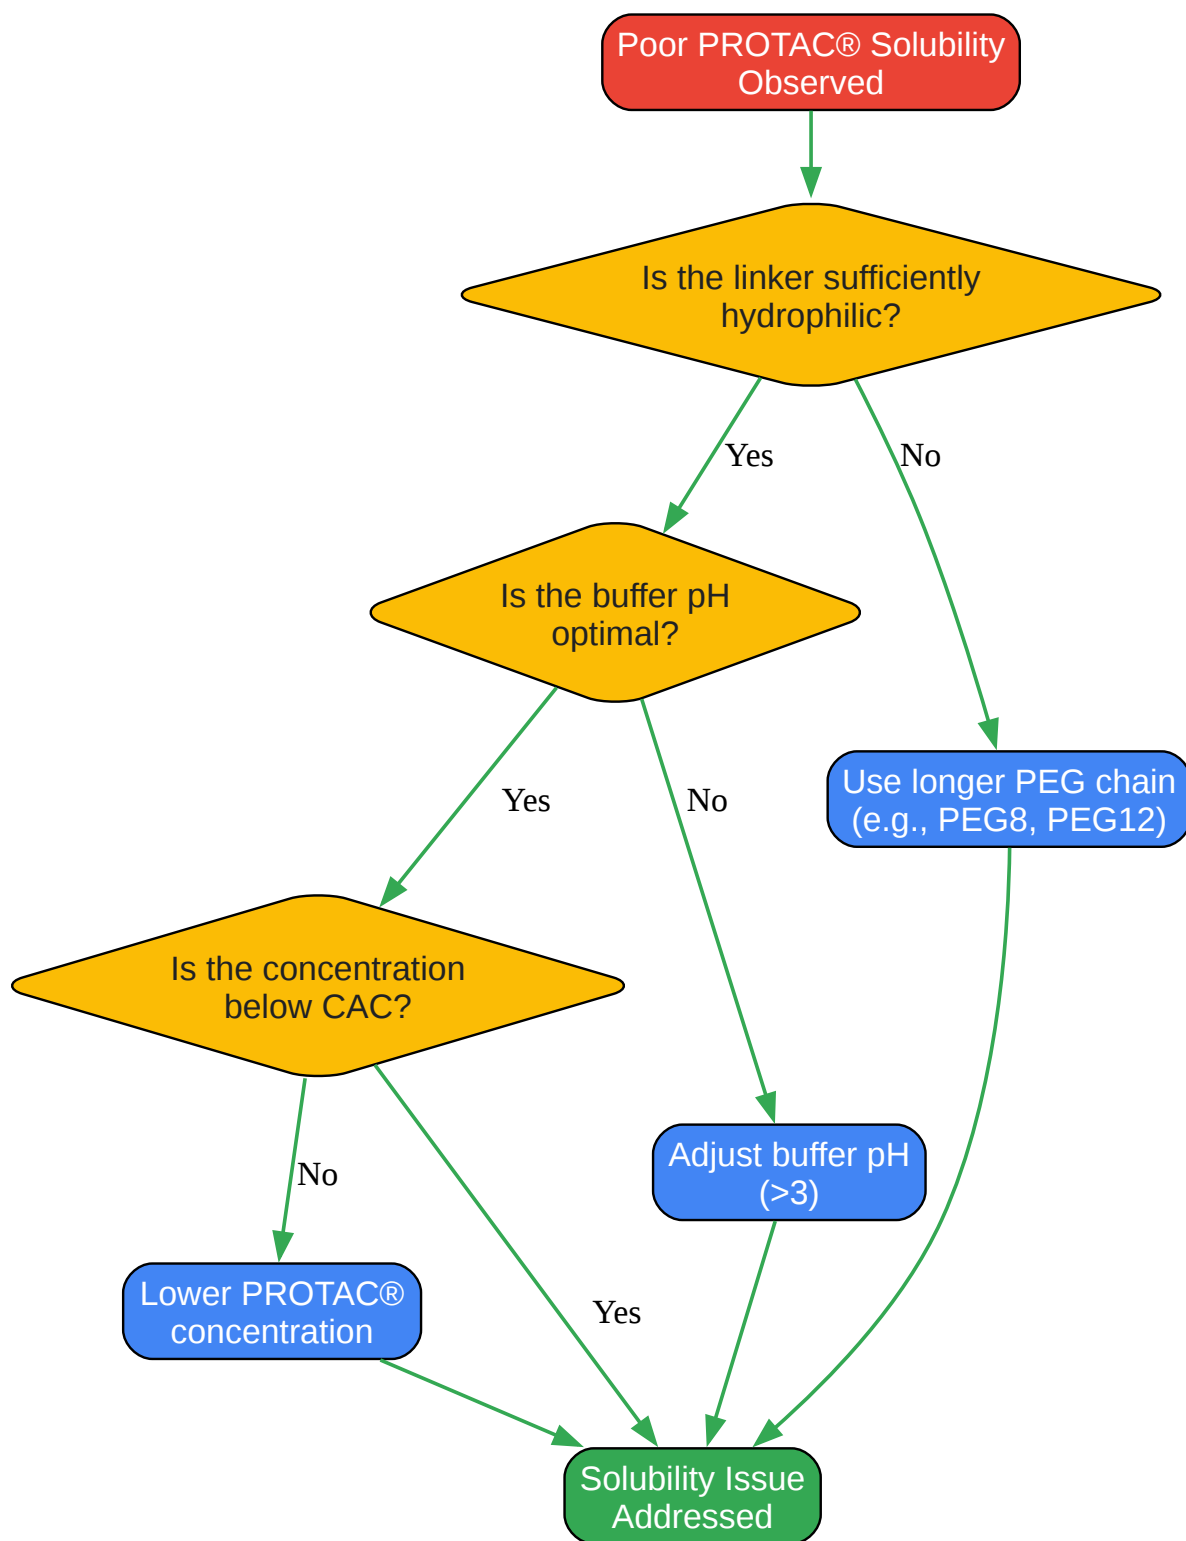 Poor PROTAC® Solubility
Observed
Is the linker sufficiently
hydrophilic?
Yes
No
Is the buffer pH
optimal?
Yes
No
Use longer PEG chain
(e.g., PEG8, PEG12)
Is the concentration
below CAC?
No
Yes
Adjust buffer pH
(>3)
Lower PROTAC®
concentration
Solubility Issue
Addressed